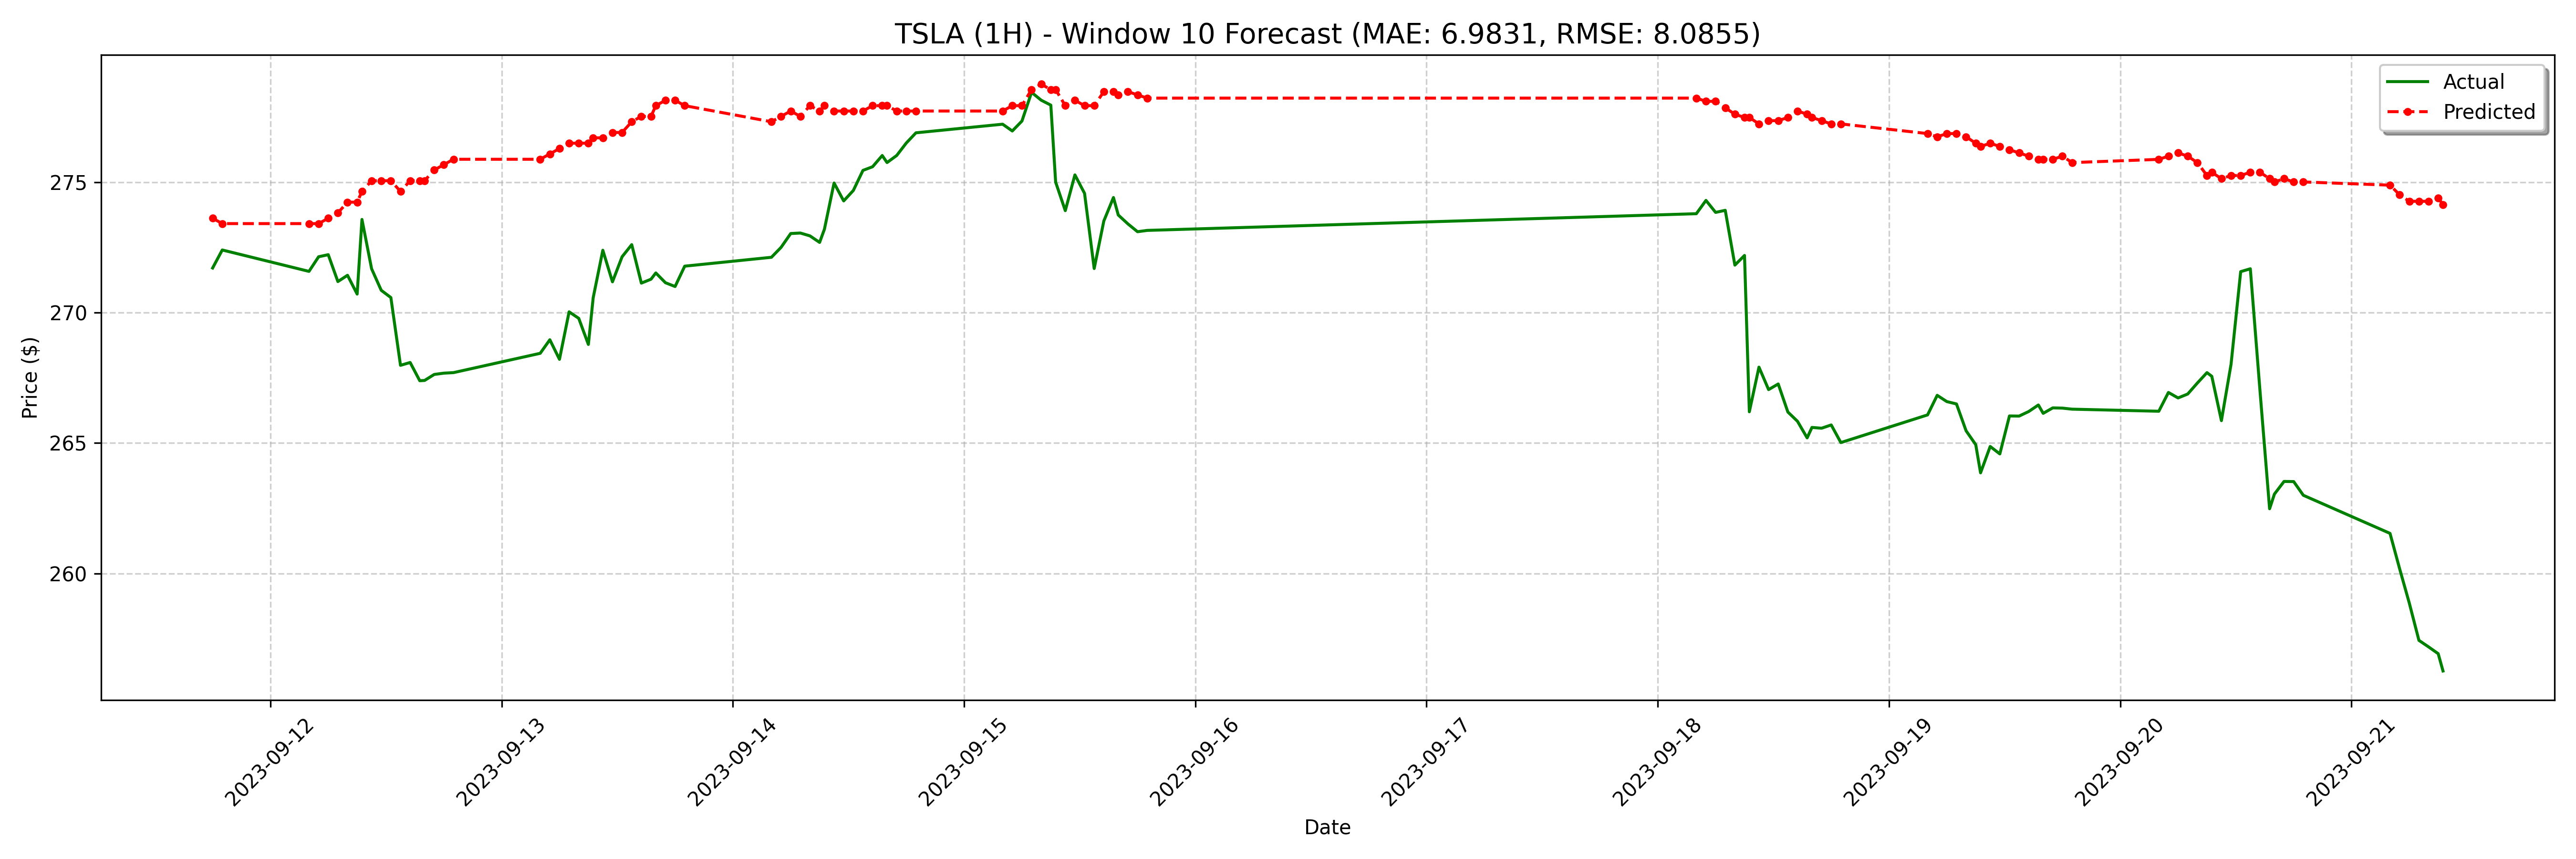 TSLA (1H) - Window 10 Forecast (MAE: 6.9831, RMSE: 8.0855)
Actual
Predicted
275
270
265
260
Price ($)
2023-09-12
2023-09-13
2023-09-14
2023-09-15
2023-09-16
2023-09-17
2023-09-18
2023-09-19
2023-09-20
2023-09-21
Date